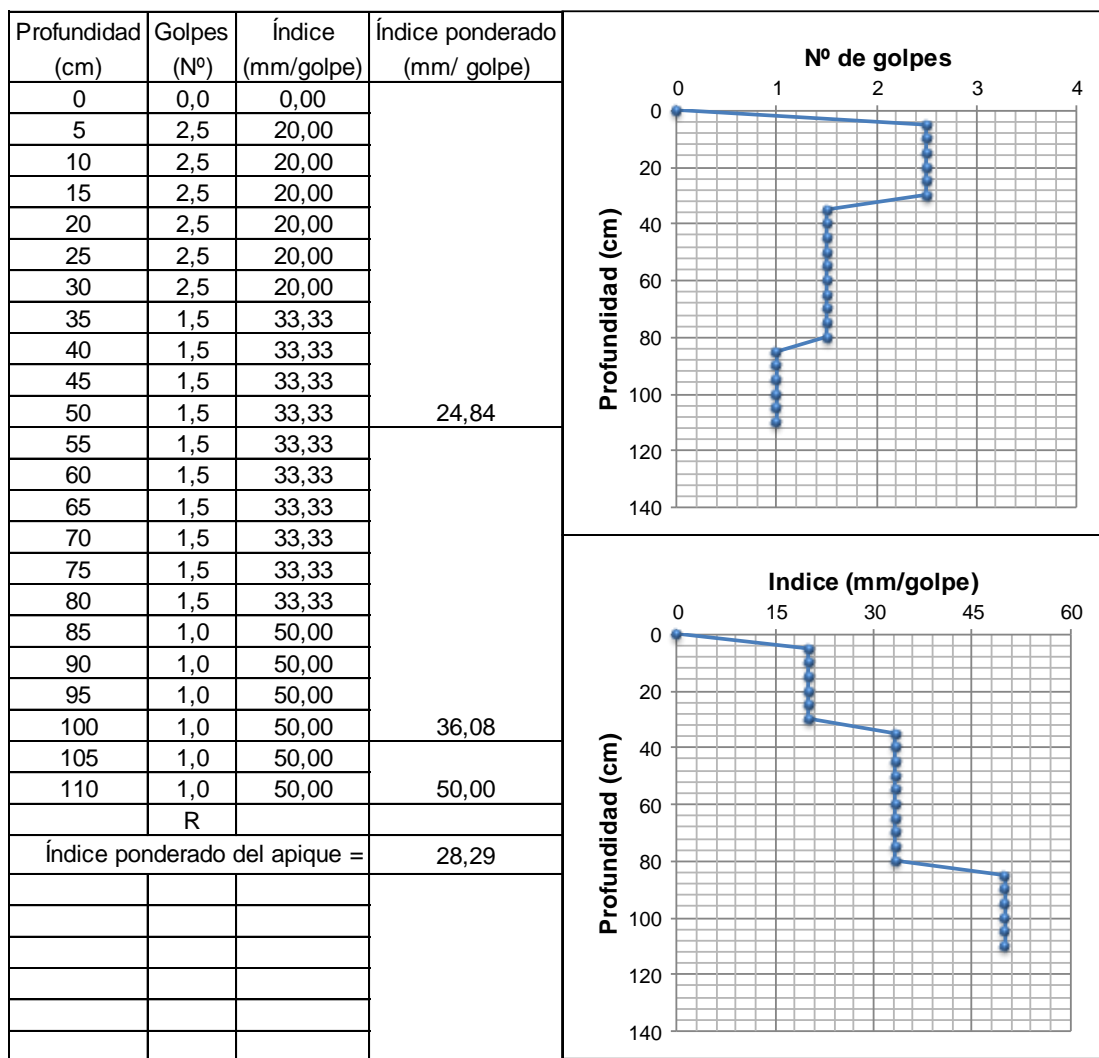 Profundidad Golpes Índice Índice ponderado
(cm) (Nº) (mm/golpe) (mm/ golpe)
0 0,0 0,00
5 2,5 20,00
10 2,5 20,00
15 2,5 20,00
20 2,5 20,00
25 2,5 20,00
30 2,5 20,00
35 1,5 33,33
40 1,5 33,33
45 1,5 33,33
50 1,5 33,33 24,84
55 1,5 33,33
60 1,5 33,33
65 1,5 33,33
70 1,5 33,33
75 1,5 33,33
80 1,5 33,33
85 1,0 50,00
90 1,0 50,00
95 1,0 50,00
100 1,0 50,00 36,08
105 1,0 50,00
110 1,0 50,00 50,00
R
Índice ponderado del apique = 28,29
Nº de golpes
0 1 2 3 4
0
20
40
60
80
100
120
140
Profundidad (cm)
Indice (mm/golpe)
0 15 30 45 60
0
20
40
60
80
100
120
140
Profundidad (cm)